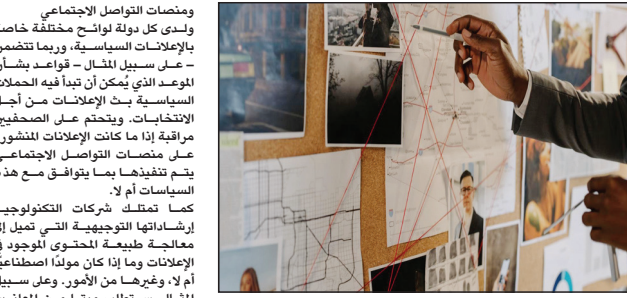 ومنصات التواصل الاجتماعي
ولدى كل دولة لوائح مختلفة خاصة
بالإعلانات السياسية، وربما تتضمن
– على سبيل المثال – قواعد بشأن
الموعد الذي يُمكن أن تبدأ فيه الحملات
السياسية بث الإعلانات من أجل
الانتخابات. ويتحتم على الصحفيين
مراقبة إذا ما كانت الإعلانات المنشورة
على منصات التواصل الاجتماعي
يتم تنفيذها بما يتوافق مع هذه
السياسات أم لا.
كما تمتلك شركات التكنولوجيا
إرشاداتها التوجيهية التي تميل إلى
معالجة طبيعة المحتوى الموجود في
الإعلانات وما إذا كان مولدًا اصطناعيًا
أم لا، وغيرها من الأمور. وعلى سبيل